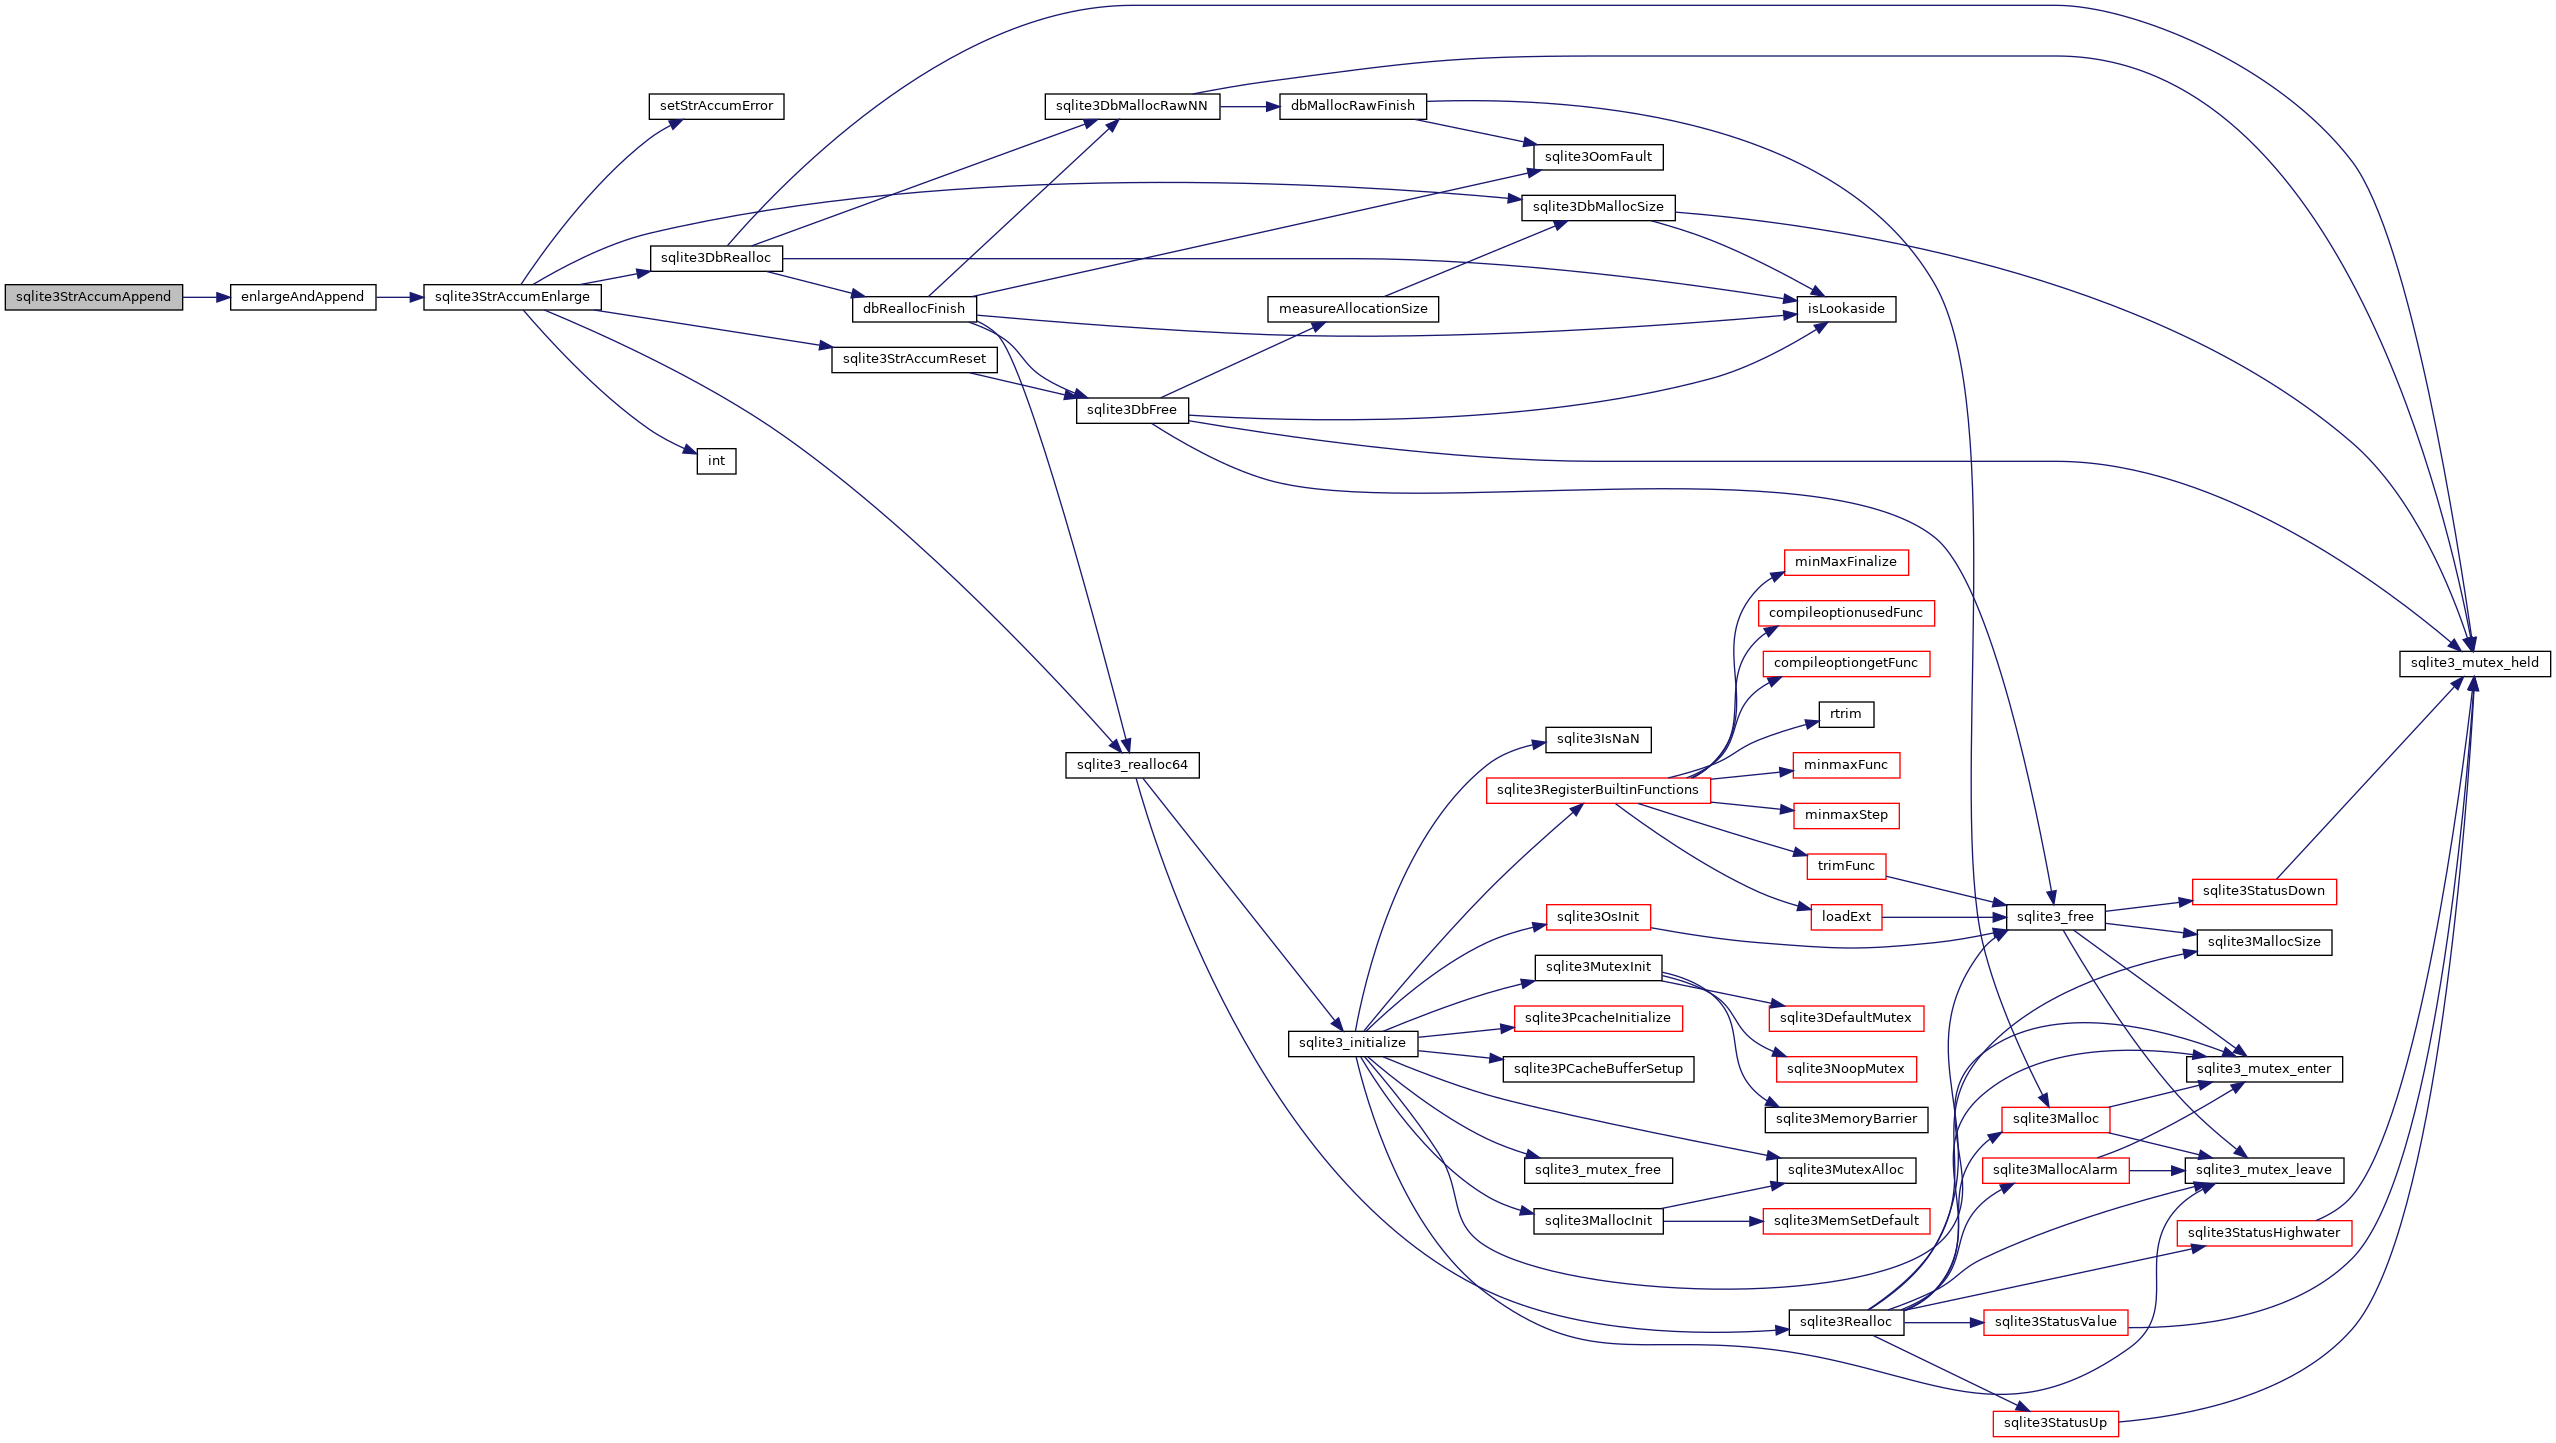 sqlite3StrAccumAppend
enlargeAndAppend
sqlite3StrAccumEnlarge
setStrAccumError
sqlite3DbRealloc
int
sqlite3StrAccumReset
dbReallocFinish
sqlite3DbMallocRawNN
sqlite3DbFree
sqlite3_realloc64
dbMallocRawFinish
measureAllocationSize
sqlite3_initialize
sqlite3OomFault
sqlite3DbMallocSize
sqlite3IsNaN
sqlite3RegisterBuiltinFunctions
sqlite3OsInit
sqlite3MutexInit
sqlite3PcacheInitialize
sqlite3PCacheBufferSetup
sqlite3_mutex_free
sqlite3MallocInit
isLookaside
minMaxFinalize
compileoptionusedFunc
compileoptiongetFunc
rtrim
minmaxFunc
minmaxStep
trimFunc
loadExt
sqlite3DefaultMutex
sqlite3NoopMutex
sqlite3MemoryBarrier
sqlite3MutexAlloc
sqlite3MemSetDefault
sqlite3Realloc
sqlite3_free
sqlite3Malloc
sqlite3MallocAlarm
sqlite3StatusValue
sqlite3StatusUp
sqlite3StatusDown
sqlite3MallocSize
sqlite3_mutex_enter
sqlite3_mutex_leave
sqlite3StatusHighwater
sqlite3_mutex_held